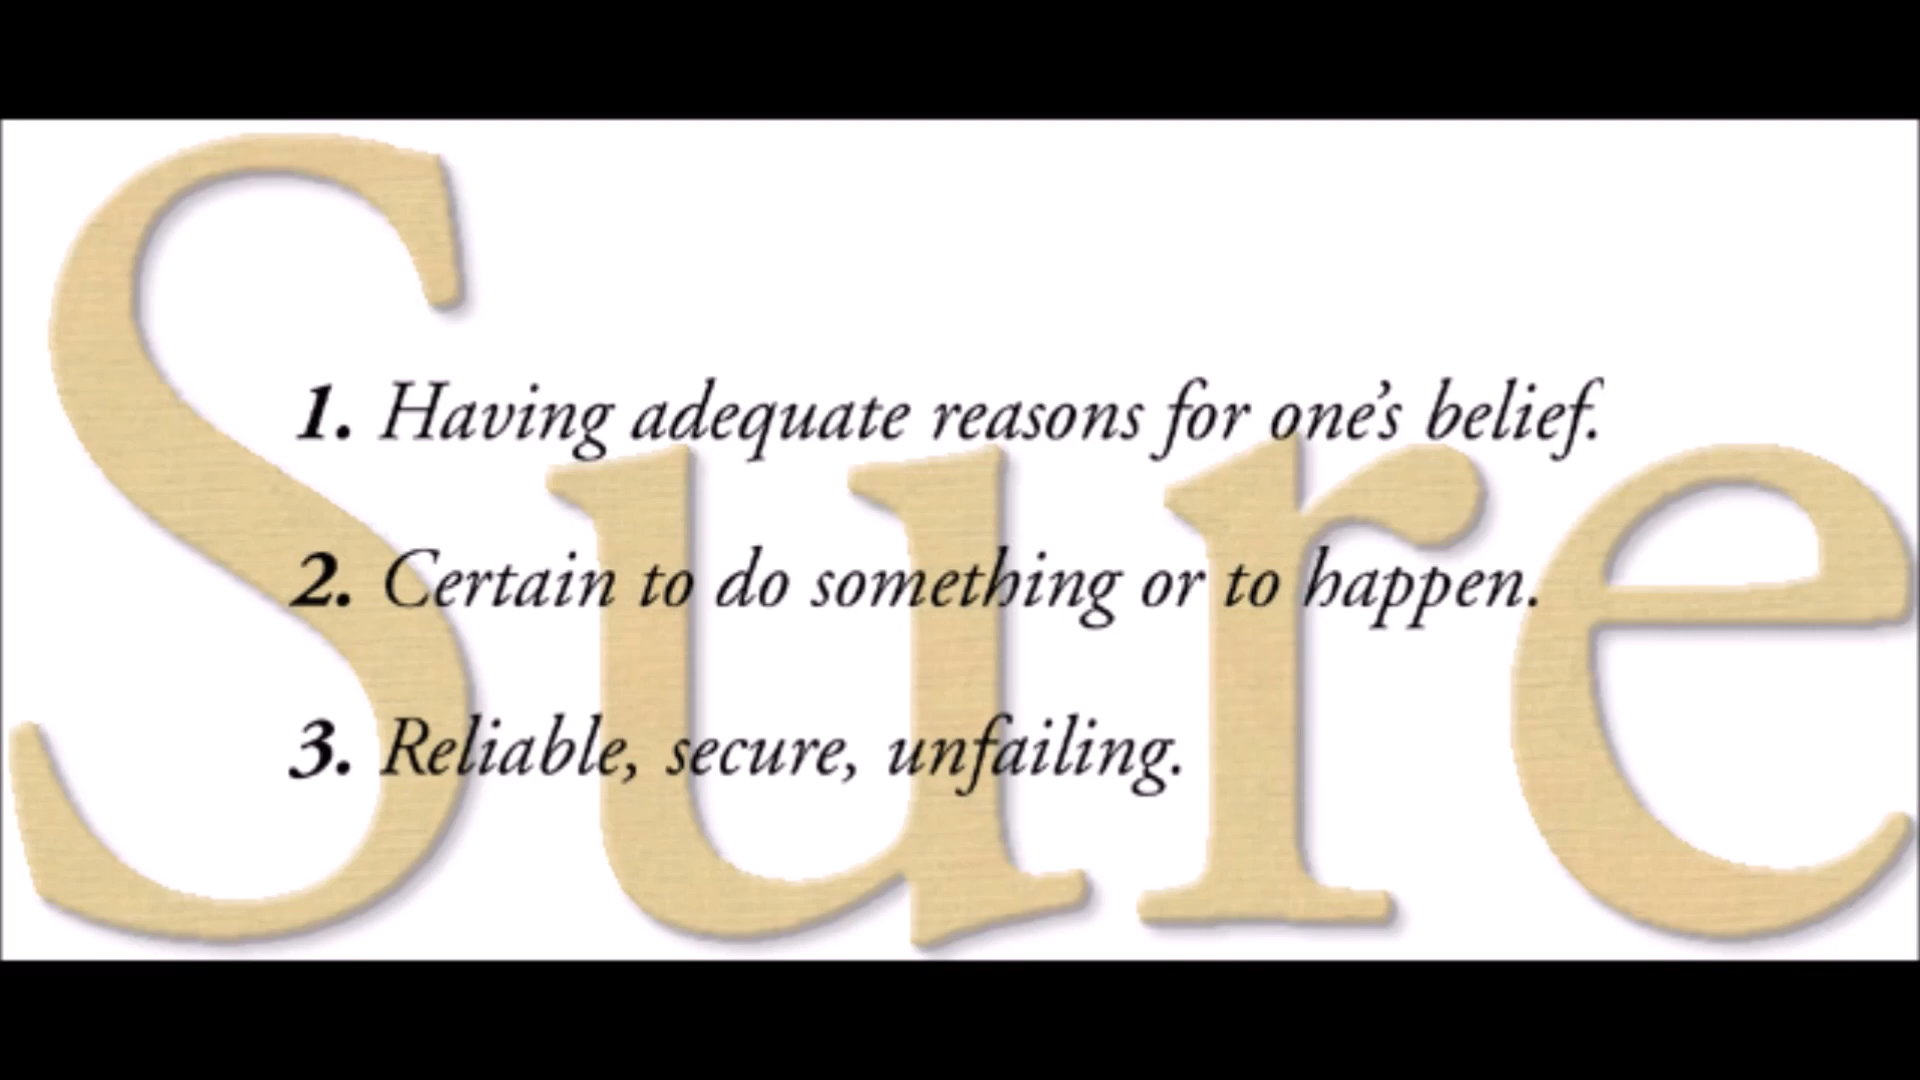 Sure
1. Having adequate reasons for one’s belief.
2. Certain to do something or to happen.
3. Reliable, secure, unfailing.